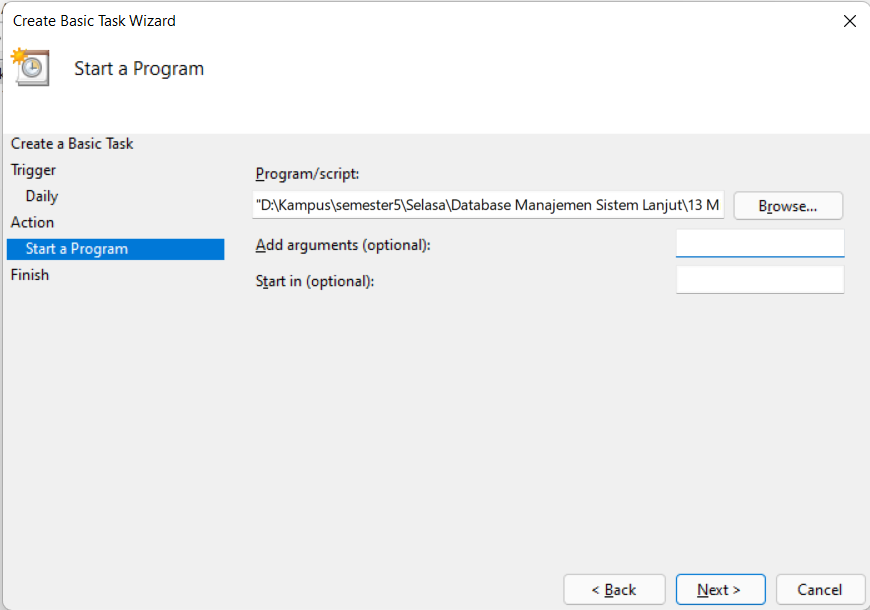 Create Basic Task Wizard
Start a Program
Create a Basic Task
Trigger
Daily
Action
Start a Program
Finish
Program/script:
"D:\Kampus\semester5\Selasa\Database Manajemen Sistem Lanjut\13 M
Browse...
Add arguments (optional):
Start in (optional):
< Back
Next >
Cancel